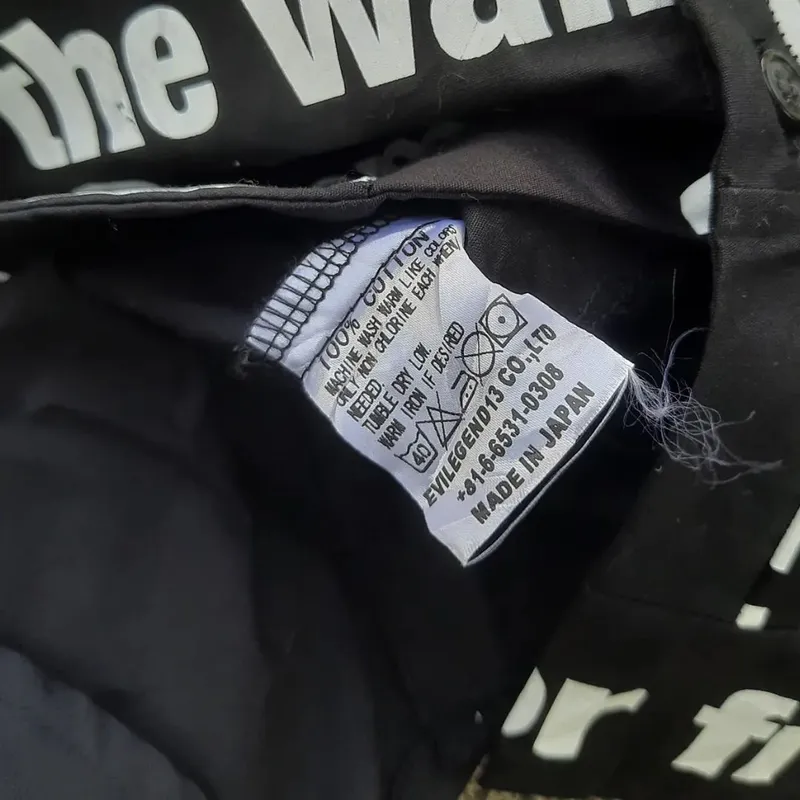 the Wa
100% COTTON
MACHINE WASH WARM LIKE COLORS
ONLY NON CHLORINE EACH WHEN
NEEDED.
TUMBLE DRY LOW.
WARM IRON IF DESIRED
40
EVILEGEND13 CO.,LTD
+81-6-6531-0308
MADE IN JAPAN
or fi